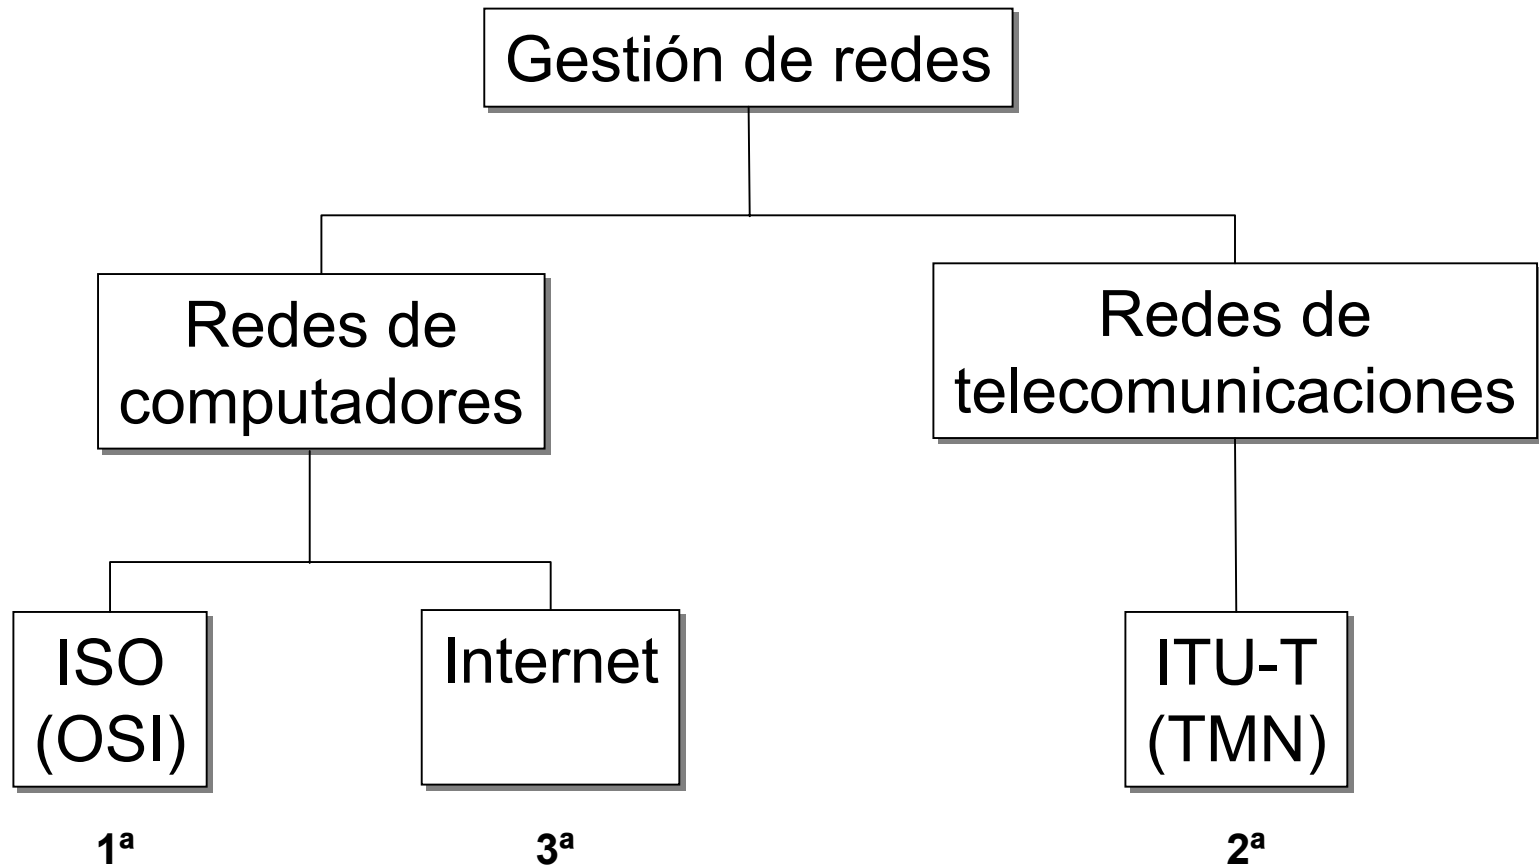 Gestión de redes
Redes de
computadores
Redes de
telecomunicaciones
ISO
(OSI)
Internet
ITU-T
(TMN)
1ª
3ª
2ª